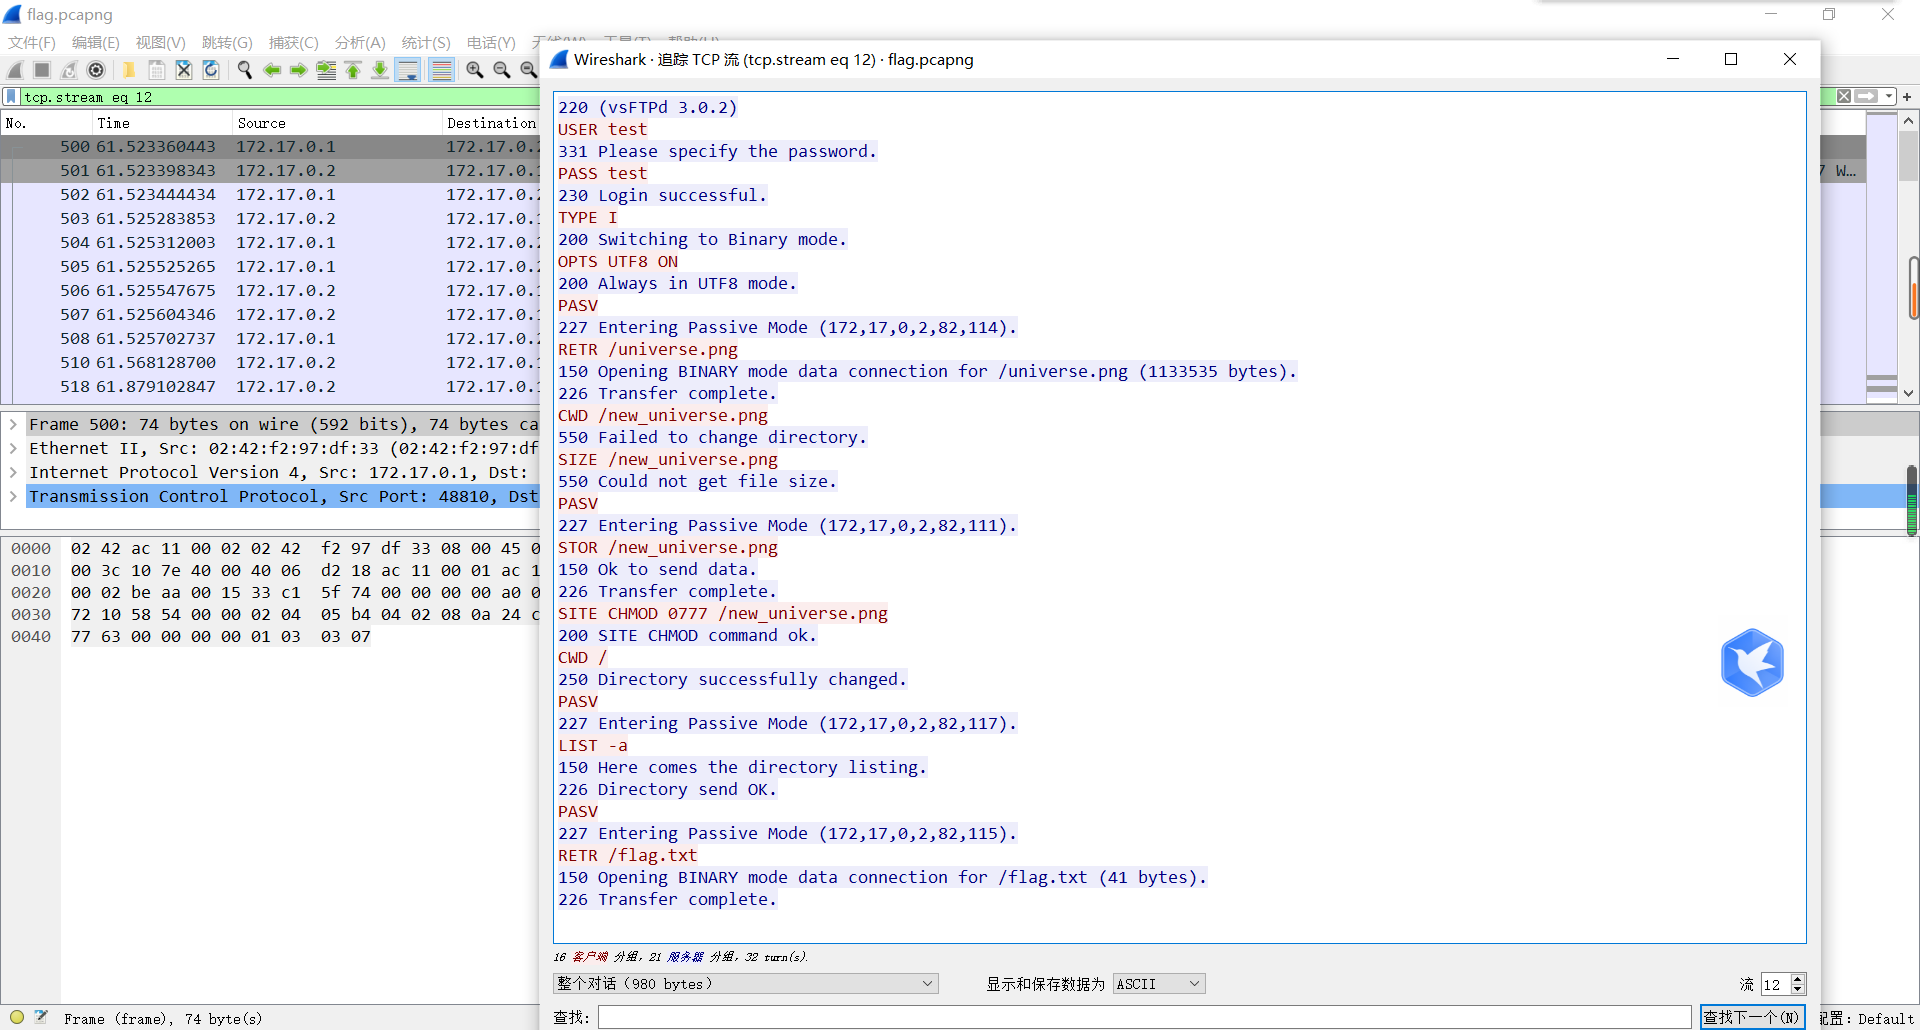 flag.pcapng
文件(F) 编辑(E) 视图(V) 跳转(G) 捕获(C) 分析(A) 统计(S) 电话(Y)
tcp.stream eq 12
No. Time Source Destination
500 61.523360443 172.17.0.1 172.17.0.2
501 61.523398343 172.17.0.2 172.17.0.1
502 61.523444434 172.17.0.1 172.17.0.2
503 61.525283853 172.17.0.2 172.17.0.1
504 61.525312003 172.17.0.1 172.17.0.2
505 61.525525265 172.17.0.1 172.17.0.2
506 61.525547675 172.17.0.2 172.17.0.1
507 61.525604346 172.17.0.2 172.17.0.1
508 61.525702737 172.17.0.1 172.17.0.2
510 61.568128700 172.17.0.2 172.17.0.1
518 61.879102847 172.17.0.2 172.17.0.1
7 W…
Frame 500: 74 bytes on wire (592 bits), 74 bytes ca
Ethernet II, Src: 02:42:f2:97:df:33 (02:42:f2:97:df
Internet Protocol Version 4, Src: 172.17.0.1, Dst:
Transmission Control Protocol, Src Port: 48810, Dst
0000 02 42 ac 11 00 02 02 42 f2 97 df 33 08 00 45 0
0010 00 3c 10 7e 40 00 40 06 d2 18 ac 11 00 01 ac 1
0020 00 02 be aa 00 15 33 c1 5f 74 00 00 00 00 a0 0
0030 72 10 58 54 00 00 02 04 05 b4 04 02 08 0a 24 c
0040 77 63 00 00 00 00 01 03 03 07
Frame (frame), 74 byte(s)
Wireshark · 追踪 TCP 流 (tcp.stream eq 12) · flag.pcapng
220 (vsFTPd 3.0.2)
USER test
331 Please specify the password.
PASS test
230 Login successful.
TYPE I
200 Switching to Binary mode.
OPTS UTF8 ON
200 Always in UTF8 mode.
PASV
227 Entering Passive Mode (172,17,0,2,82,114).
RETR /universe.png
150 Opening BINARY mode data connection for /universe.png (1133535 bytes).
226 Transfer complete.
CWD /new_universe.png
550 Failed to change directory.
SIZE /new_universe.png
550 Could not get file size.
PASV
227 Entering Passive Mode (172,17,0,2,82,111).
STOR /new_universe.png
150 Ok to send data.
226 Transfer complete.
SITE CHMOD 0777 /new_universe.png
200 SITE CHMOD command ok.
CWD /
250 Directory successfully changed.
PASV
227 Entering Passive Mode (172,17,0,2,82,117).
LIST -a
150 Here comes the directory listing.
226 Directory send OK.
PASV
227 Entering Passive Mode (172,17,0,2,82,115).
RETR /flag.txt
150 Opening BINARY mode data connection for /flag.txt (41 bytes).
226 Transfer complete.
16 客户端 分组, 21 服务器 分组, 32 turn(s).
整个对话 (980 bytes)
显示和保存数据为 ASCII
流 12
查找:
查找下一个(N)
配置: Default